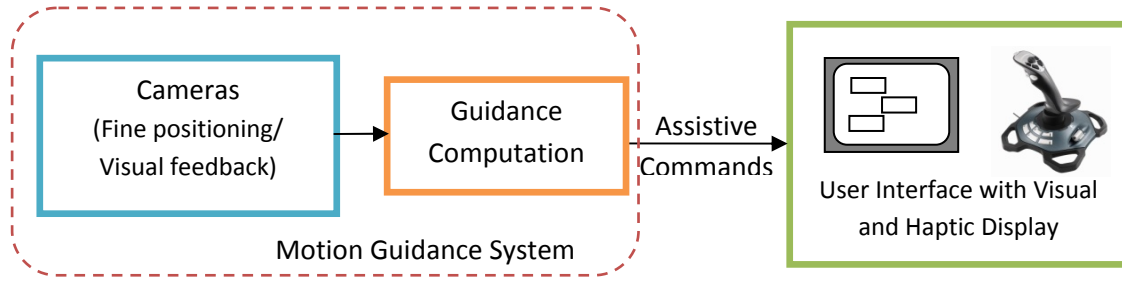 Cameras
(Fine positioning/
Visual feedback)
Guidance
Computation
Assistive
Commands
User Interface with Visual
and Haptic Display
Motion Guidance System